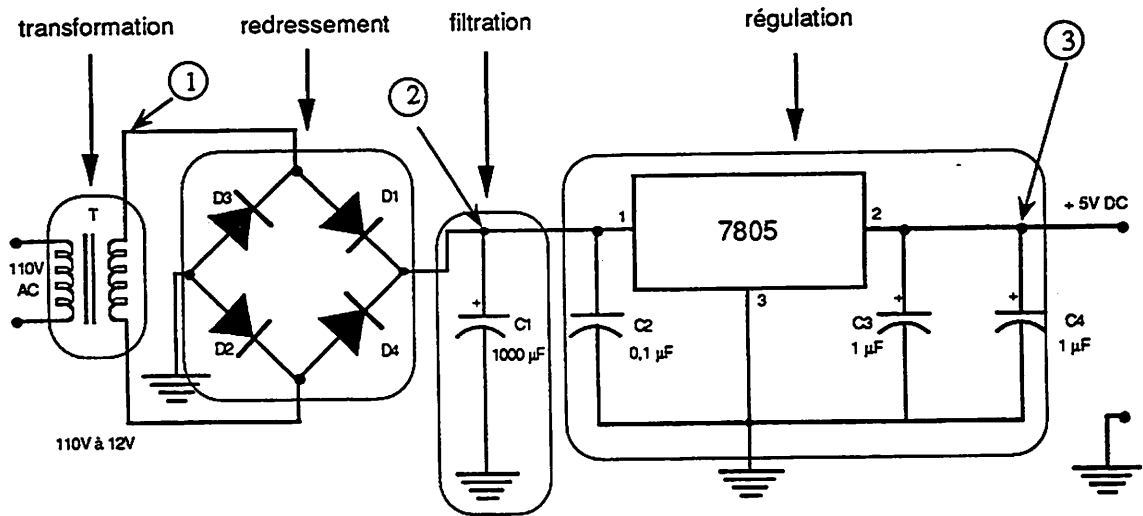 transformation
redressement
filtration
régulation
1
2
3
T
110V
AC
110V à 12V
D3
D1
D2
D4
+
C1
1000 µF
C2
0,1 µF
1
7805
2
3
+
C3
1 µF
+
C4
1 µF
+ 5V DC